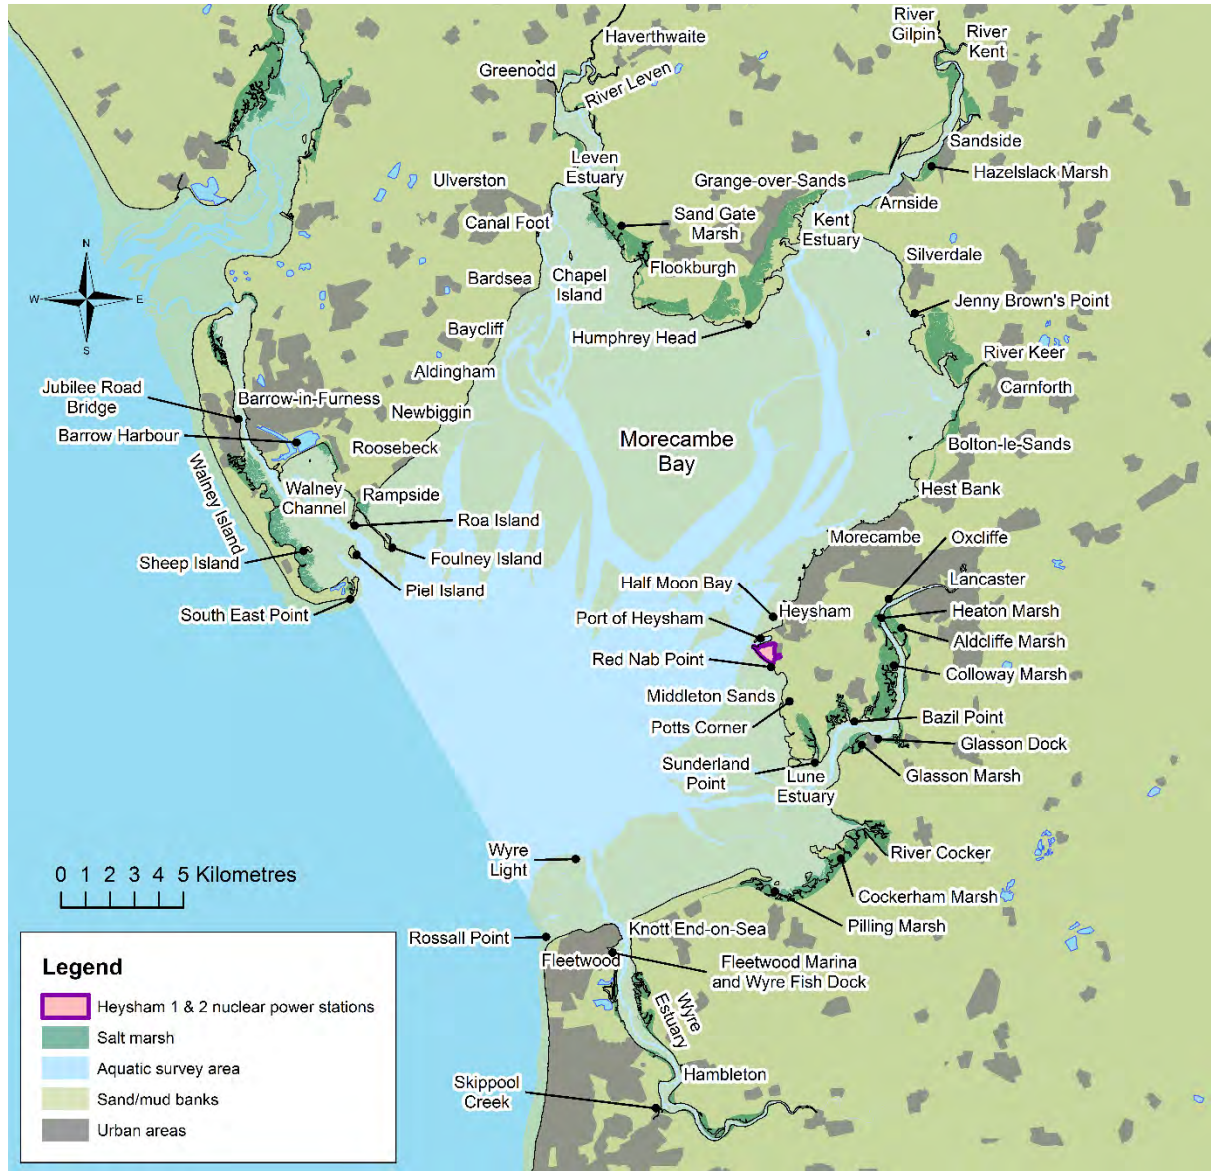 River
Gilpin
River
Kent
Haverthwaite
Greenodd
River Leven
Sandside
Leven
Estuary
Hazelslack Marsh
Ulverston
Grange-over-Sands
Arnside
Canal Foot
Sand Gate
Marsh
Kent
Estuary
N
W
E
S
Silverdale
Flookburgh
Bardsea
Chapel
Island
Jenny Brown's Point
Baycliff
Humphrey Head
River Keer
Aldingham
Carnforth
Jubilee Road
Bridge
Barrow-in-Furness
Newbiggin
Barrow Harbour
Roosebeck
Morecambe
Bay
Bolton-le-Sands
Walney Island
Walney
Channel
Rampside
Hest Bank
Roa Island
Morecambe
Oxcliffe
Sheep Island
Foulney Island
Piel Island
Half Moon Bay
Lancaster
South East Point
Port of Heysham
Heysham
Heaton Marsh
Aldcliffe Marsh
Red Nab Point
Colloway Marsh
Middleton Sands
Potts Corner
Bazil Point
Glasson Dock
Sunderland
Point
Lune
Estuary
Glasson Marsh
Wyre
Light
River Cocker
0 1 2 3 4 5 Kilometres
Cockerham Marsh
Pilling Marsh
Rossall Point
Knott End-on-Sea
Fleetwood
Fleetwood Marina
and Wyre Fish Dock
Wyre
Estuary
Hambleton
Skippool
Creek
Legend
Heysham 1 & 2 nuclear power stations
Salt marsh
Aquatic survey area
Sand/mud banks
Urban areas